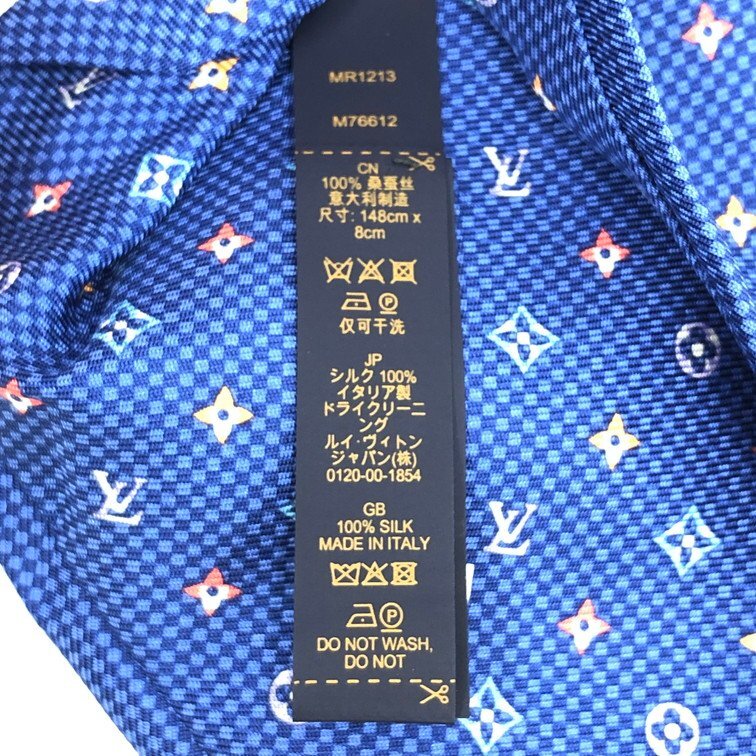 MR1213
M76612
CN
100% 桑蚕丝
意大利制造
尺寸: 148cm x
8cm
P
仅可干洗
JP
シルク 100%
イタリア製
ドライクリーニ
ング
ルイ・ヴィトン
ジャパン(株)
0120-00-1854
GB
100% SILK
MADE IN ITALY
P
DO NOT WASH,
DO NOT